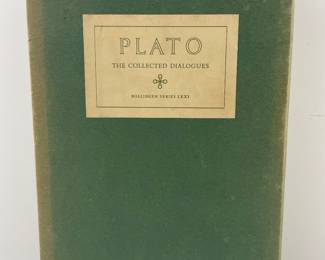 PLATO
THE COLLECTED DIALOGUES
BOLLINGEN SERIES LXXI